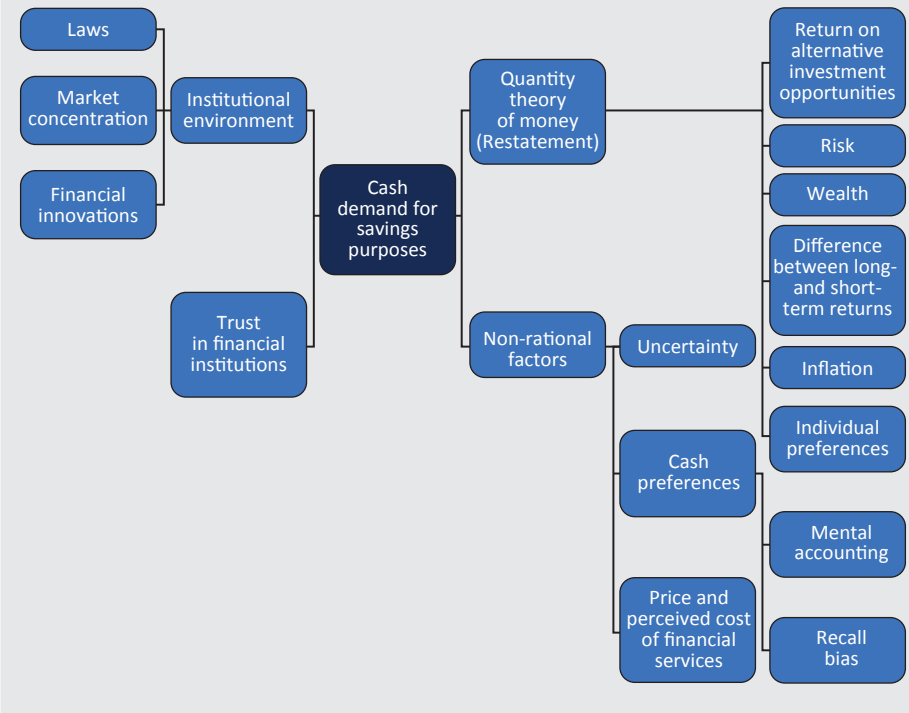 Laws
Market
concentration
Financial
innovations
Institutional
environment
Trust
in financial
institutions
Cash
demand for
savings
purposes
Quantity
theory
of money
(Restatement)
Non-rational
factors
Uncertainty
Cash
preferences
Price and
perceived cost
of financial
services
Return on
alternative
investment
opportunities
Risk
Wealth
Difference
between long-
and short-
term returns
Inflation
Individual
preferences
Mental
accounting
Recall
bias